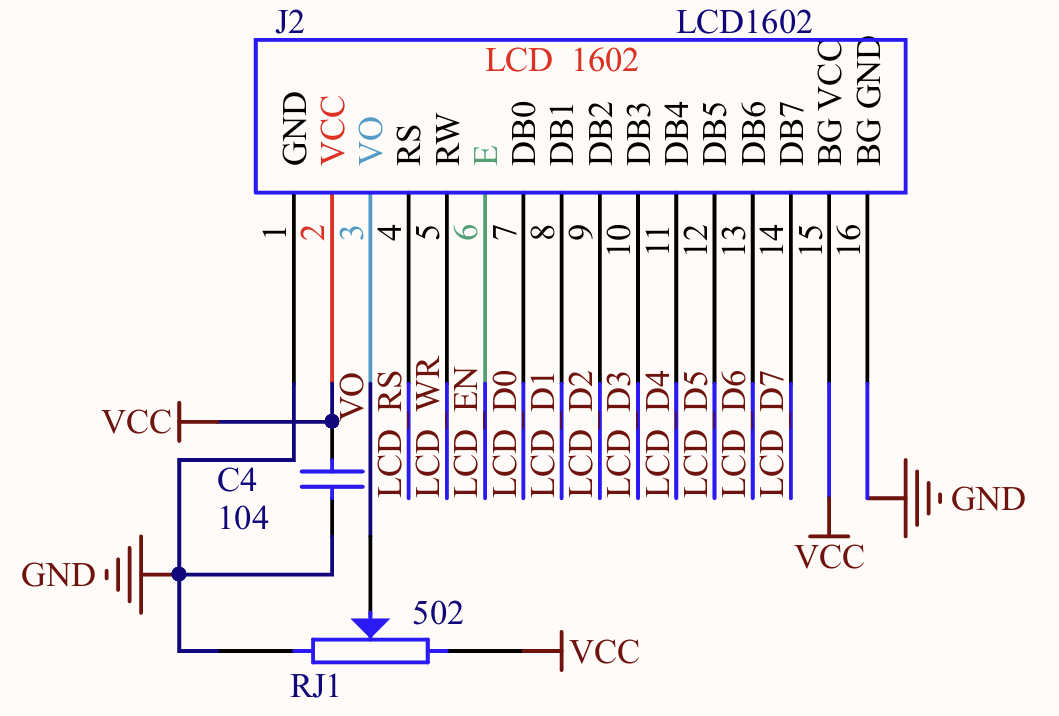 J2
LCD1602
LCD 1602
GND
VCC
VO
RS
RW
E
DB0
DB1
DB2
DB3
DB4
DB5
DB6
DB7
BG VCC
BG GND
1
2
3
4
5
6
7
8
9
10
11
12
13
14
15
16
VO
LCD RS
LCD WR
LCD EN
LCD D0
LCD D1
LCD D2
LCD D3
LCD D4
LCD D5
LCD D6
LCD D7
VCC
C4
104
GND
VCC
GND
502
VCC
RJ1